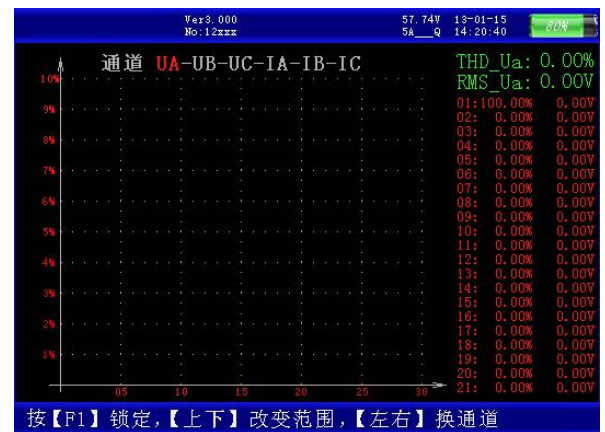 Ver3.000 57.74V 13-01-15
No:12xxx 5A___Q 14:20:40 80%
通道 UA-UB-UC-IA-IB-IC
THD_Ua: 0.00%
RMS_Ua: 0.00V
10%
9%
8%
7%
6%
5%
4%
3%
2%
1%
05 10 15 20 25 30
01:100.00% 0.00V
02: 0.00% 0.00V
03: 0.00% 0.00V
04: 0.00% 0.00V
05: 0.00% 0.00V
06: 0.00% 0.00V
07: 0.00% 0.00V
08: 0.00% 0.00V
09: 0.00% 0.00V
10: 0.00% 0.00V
11: 0.00% 0.00V
12: 0.00% 0.00V
13: 0.00% 0.00V
14: 0.00% 0.00V
15: 0.00% 0.00V
16: 0.00% 0.00V
17: 0.00% 0.00V
18: 0.00% 0.00V
19: 0.00% 0.00V
20: 0.00% 0.00V
21: 0.00% 0.00V
按【F1】锁定,【上下】改变范围,【左右】换通道